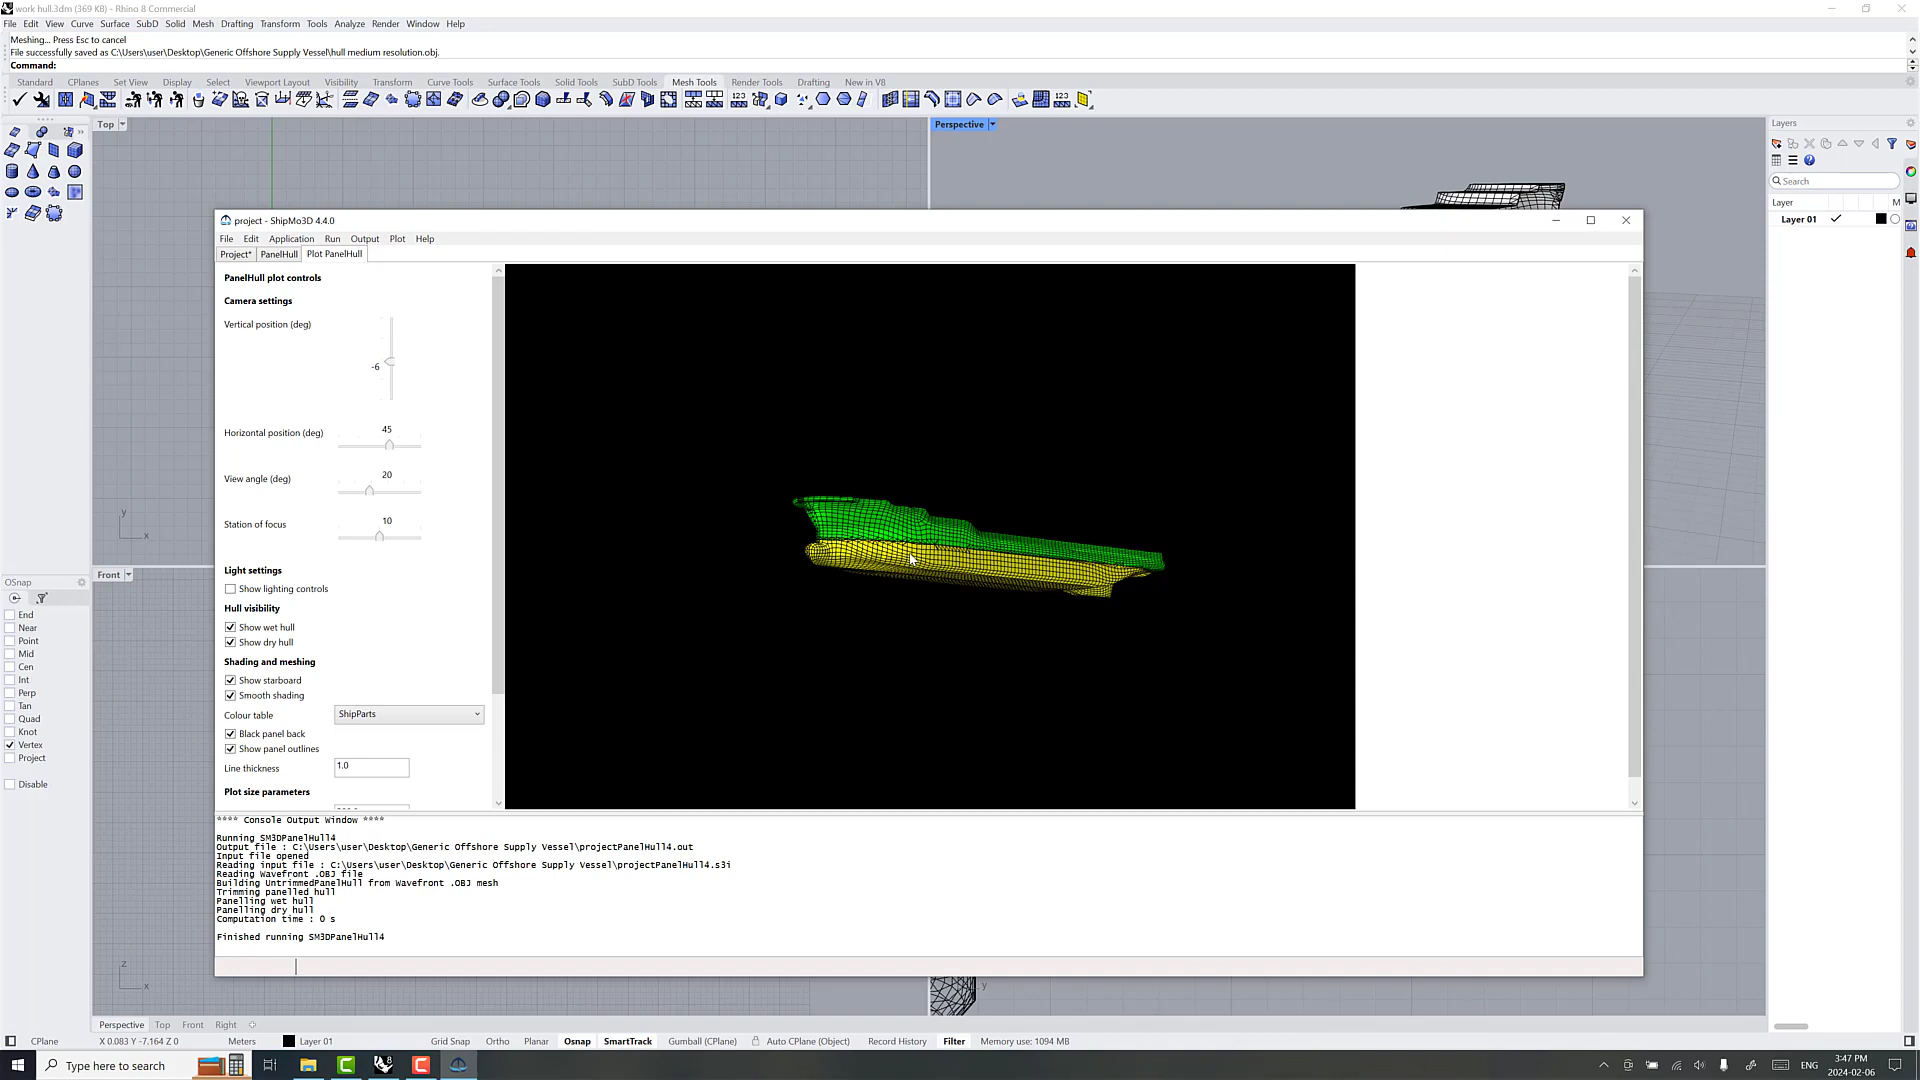 work hull.3dm (369 KB) - Rhino 8 Commercial
File Edit View Curve Surface SubD Solid Mesh Drafting Transform Tools Analyze Render Window Help
Meshing... Press Esc to cancel
File successfully saved as C:\Users\user\Desktop\Generic Offshore Supply Vessel\hull medium resolution.obj.
Command:
Standard CPlanes Set View Display Select Viewport Layout Visibility Transform Curve Tools Surface Tools Solid Tools SubD Tools Mesh Tools Render Tools Drafting New in V8
Top
Perspective
Layers
Search
Layer M
Layer 01
project - ShipMo3D 4.4.0
File Edit Application Run Output Plot Help
Project* PanelHull Plot PanelHull
PanelHull plot controls
Camera settings
Vertical position (deg)
-6
45
Horizontal position (deg)
20
View angle (deg)
10
Station of focus
Light settings
Show lighting controls
Hull visibility
Show wet hull
Show dry hull
Shading and meshing
Show starboard
Smooth shading
Colour table ShipParts
Black panel back
Show panel outlines
Line thickness 1.0
Plot size parameters
**** Console Output Window ****
Running SM3DPanelHull4
Output file : C:\Users\user\Desktop\Generic Offshore Supply Vessel\projectPanelHull4.out
Input file opened
Reading input file : C:\Users\user\Desktop\Generic Offshore Supply Vessel\projectPanelHull4.s3i
Reading Wavefront .OBJ file
Building UntrimmedPanelHull from Wavefront .OBJ mesh
Trimming panelled hull
Panelling wet hull
Panelling dry hull
Computation time : 0 s
Finished running SM3DPanelHull4
y
x
Front
OSnap
End
Near
Point
Mid
Cen
Int
Perp
Tan
Quad
Knot
Vertex
Project
Disable
z
x
y
Perspective Top Front Right
CPlane X 0.083 Y -7.164 Z 0 Meters Layer 01 Grid Snap Ortho Planar Osnap SmartTrack Gumball (CPlane) Auto CPlane (Object) Record History Filter Memory use: 1094 MB
Type here to search
ENG
3:47 PM
2024-02-06